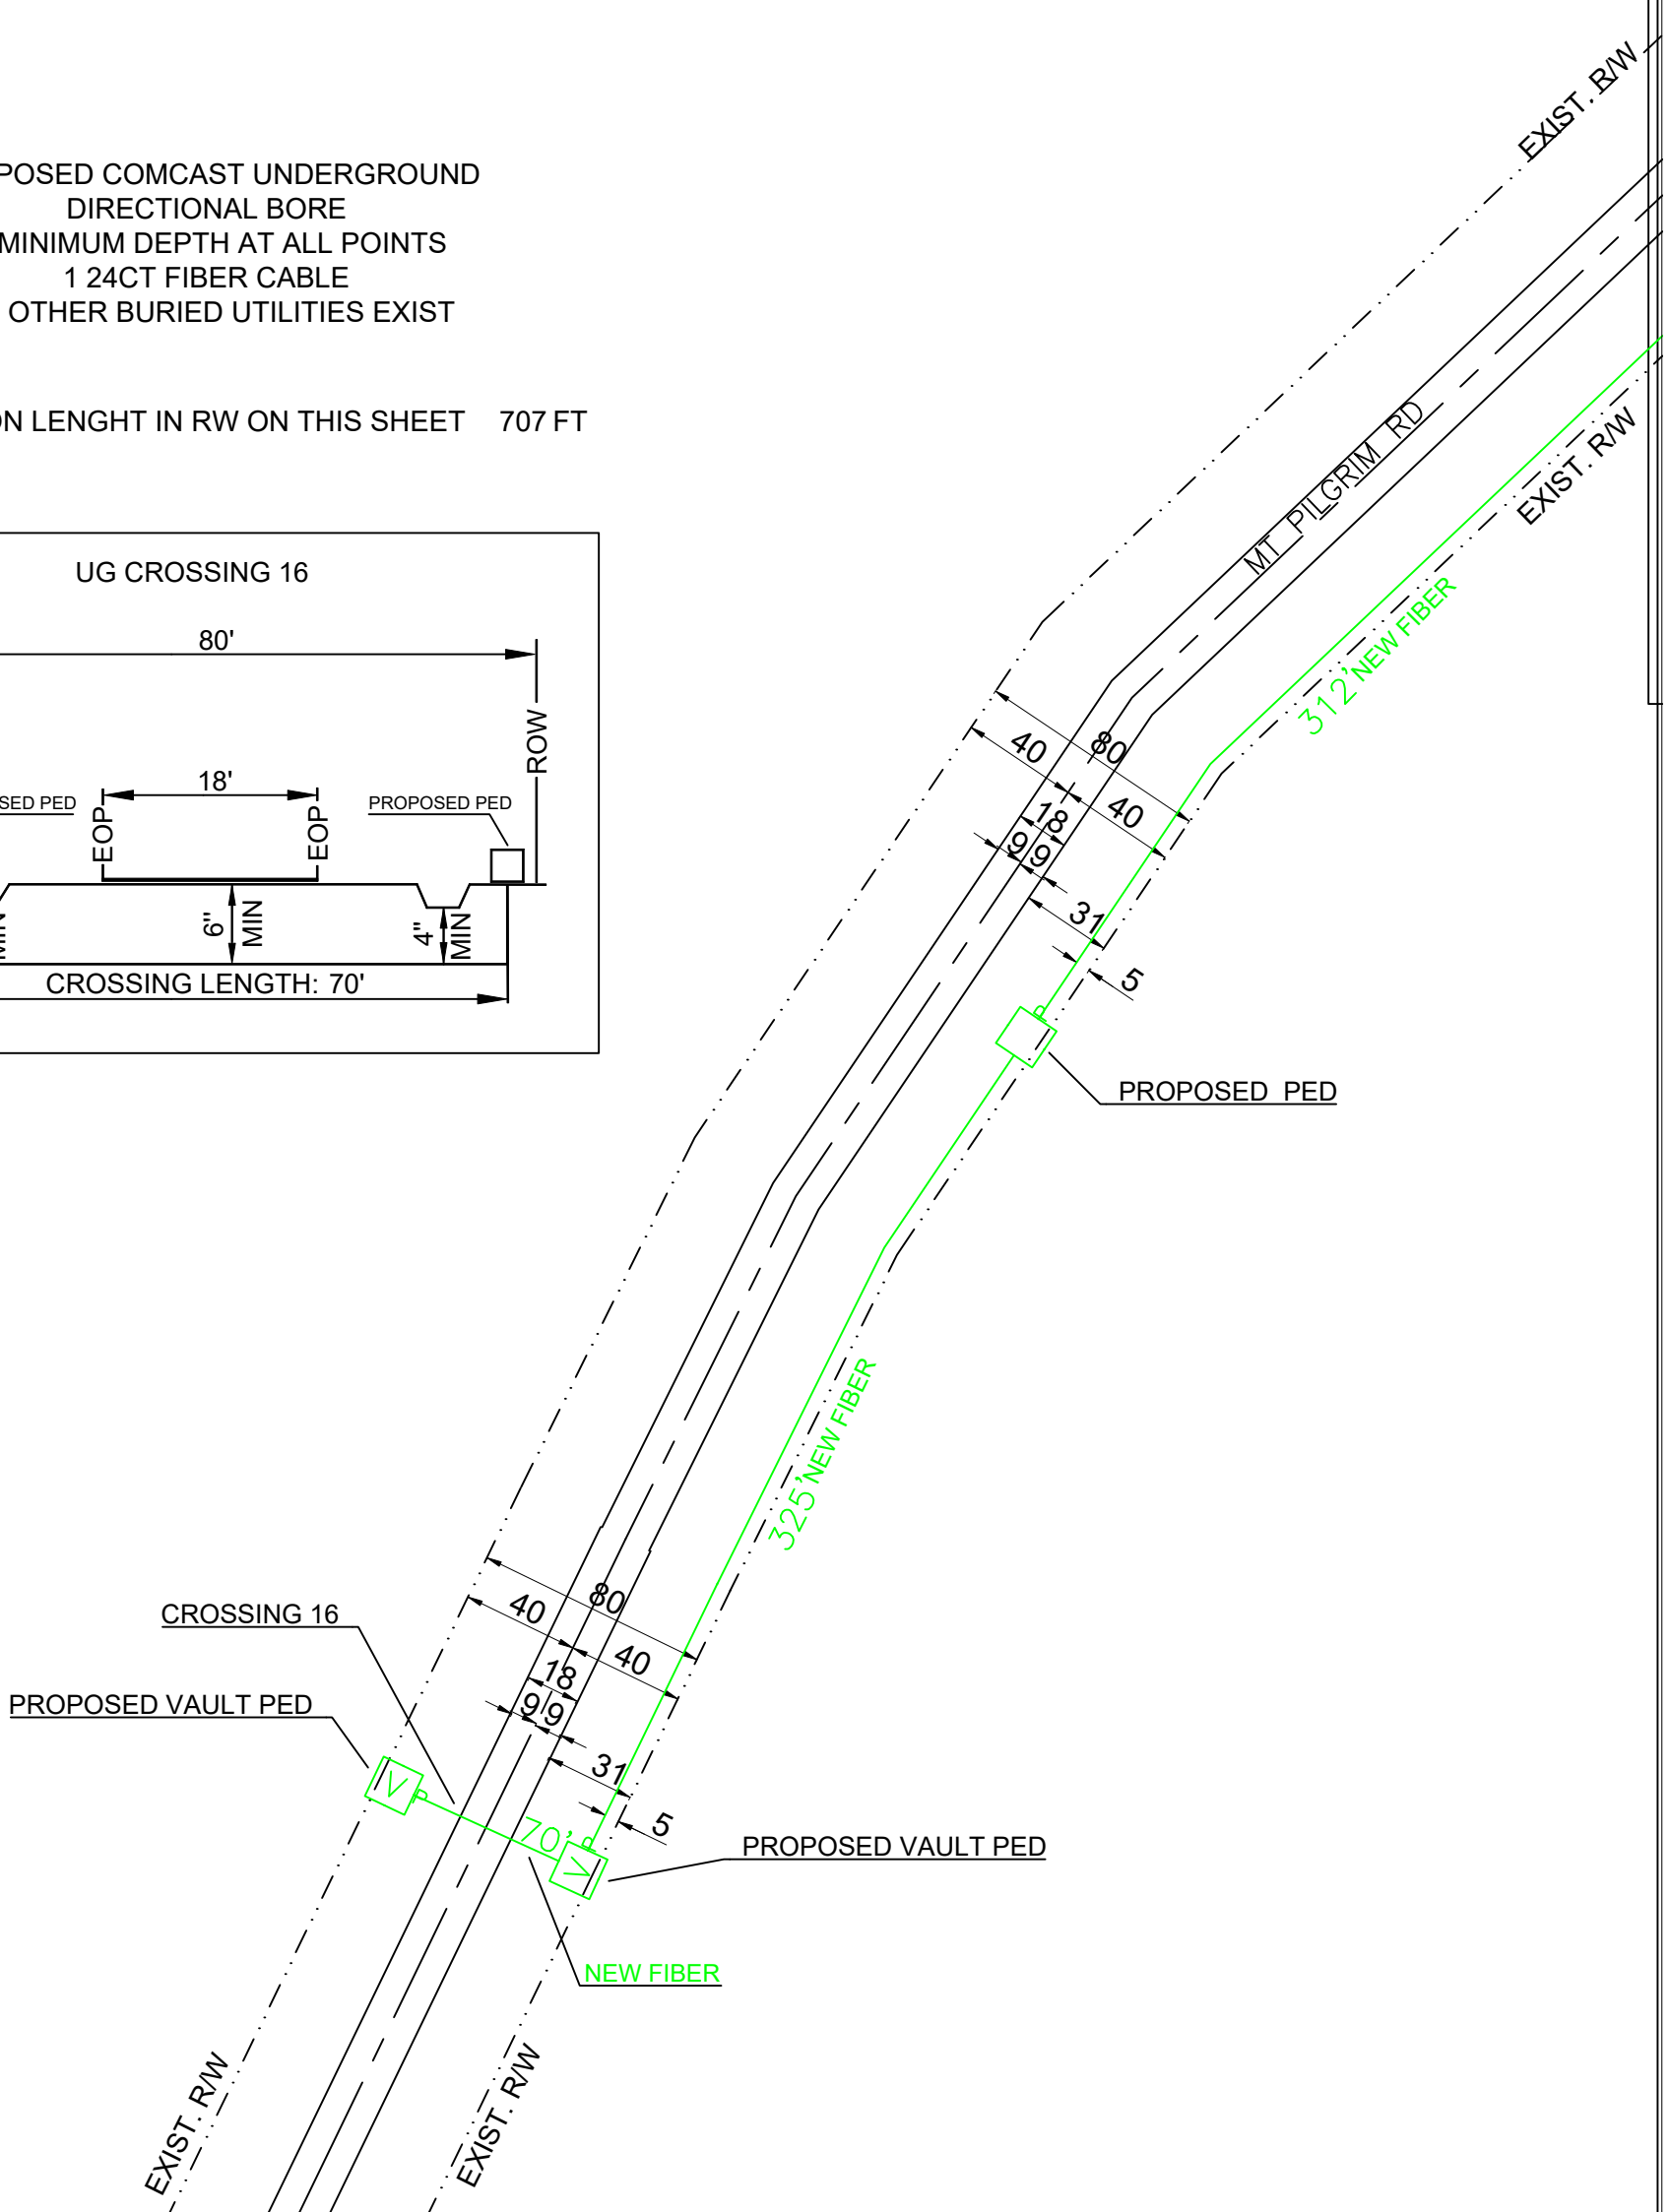 POSED COMCAST UNDERGROUND
DIRECTIONAL BORE
MINIMUM DEPTH AT ALL POINTS
1 24CT FIBER CABLE
OTHER BURIED UTILITIES EXIST
ON LENGHT IN RW ON THIS SHEET 707 FT
UG CROSSING 16
80'
ROW
18'
SED PED
EOP
EOP
PROPOSED PED
MIN
6" MIN
4" MIN
CROSSING LENGTH: 70'
EXIST. R/W
MT PILGRIM RD
EXIST. R/W
312' NEW FIBER
80
40
40
18
9
9
31
5
PROPOSED PED
325' NEW FIBER
80
40
40
18
9
9
31
5
CROSSING 16
PROPOSED VAULT PED
V
P
70'
P
V
P
PROPOSED VAULT PED
NEW FIBER
EXIST. R/W
EXIST. R/W